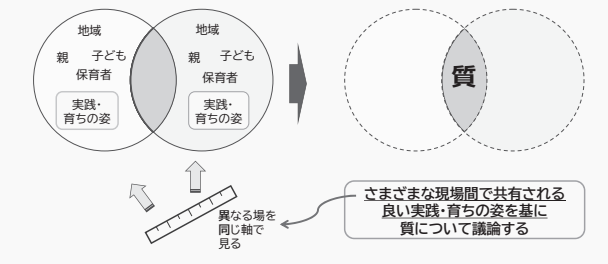 地域
親 子ども
保育者
実践・
育ちの姿
地域
親 子ども
保育者
実践・
育ちの姿
質
異なる場を
同じ軸で
見る
さまざまな現場間で共有される
良い実践・育ちの姿を基に
質について議論する